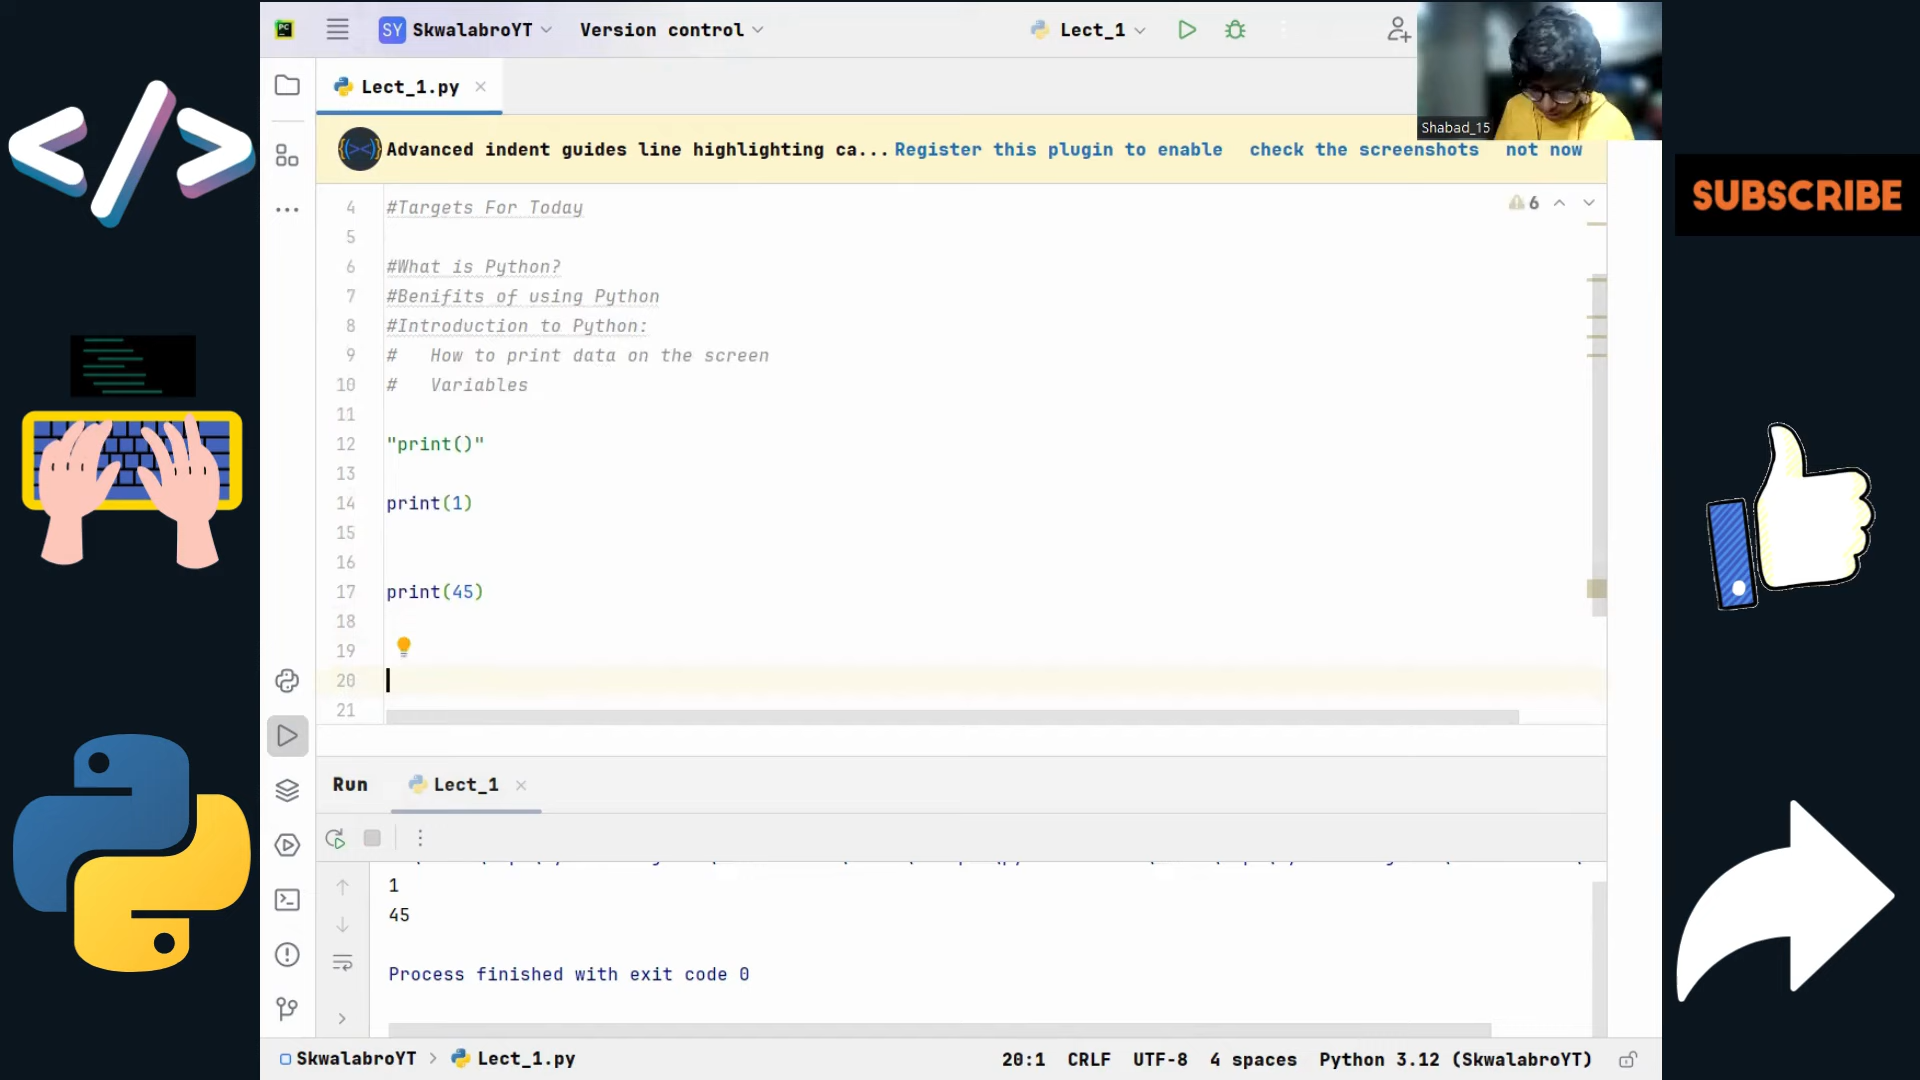 SY SkwalabroYT Version control Lect_1
Lect_1.py
Shabad_15
Advanced indent guides line highlighting ca... Register this plugin to enable check the screenshots not now
SUBSCRIBE
4 #Targets For Today 6
5
6 #What is Python?
7 #Benifits of using Python
8 #Introduction to Python:
9 #   How to print data on the screen
10 #   Variables
11
12 "print()"
13
14 print(1)
15
16
17 print(45)
18
19
20
21
Run Lect_1
1
45
Process finished with exit code 0
SkwalabroYT > Lect_1.py 20:1 CRLF UTF-8 4 spaces Python 3.12 (SkwalabroYT)